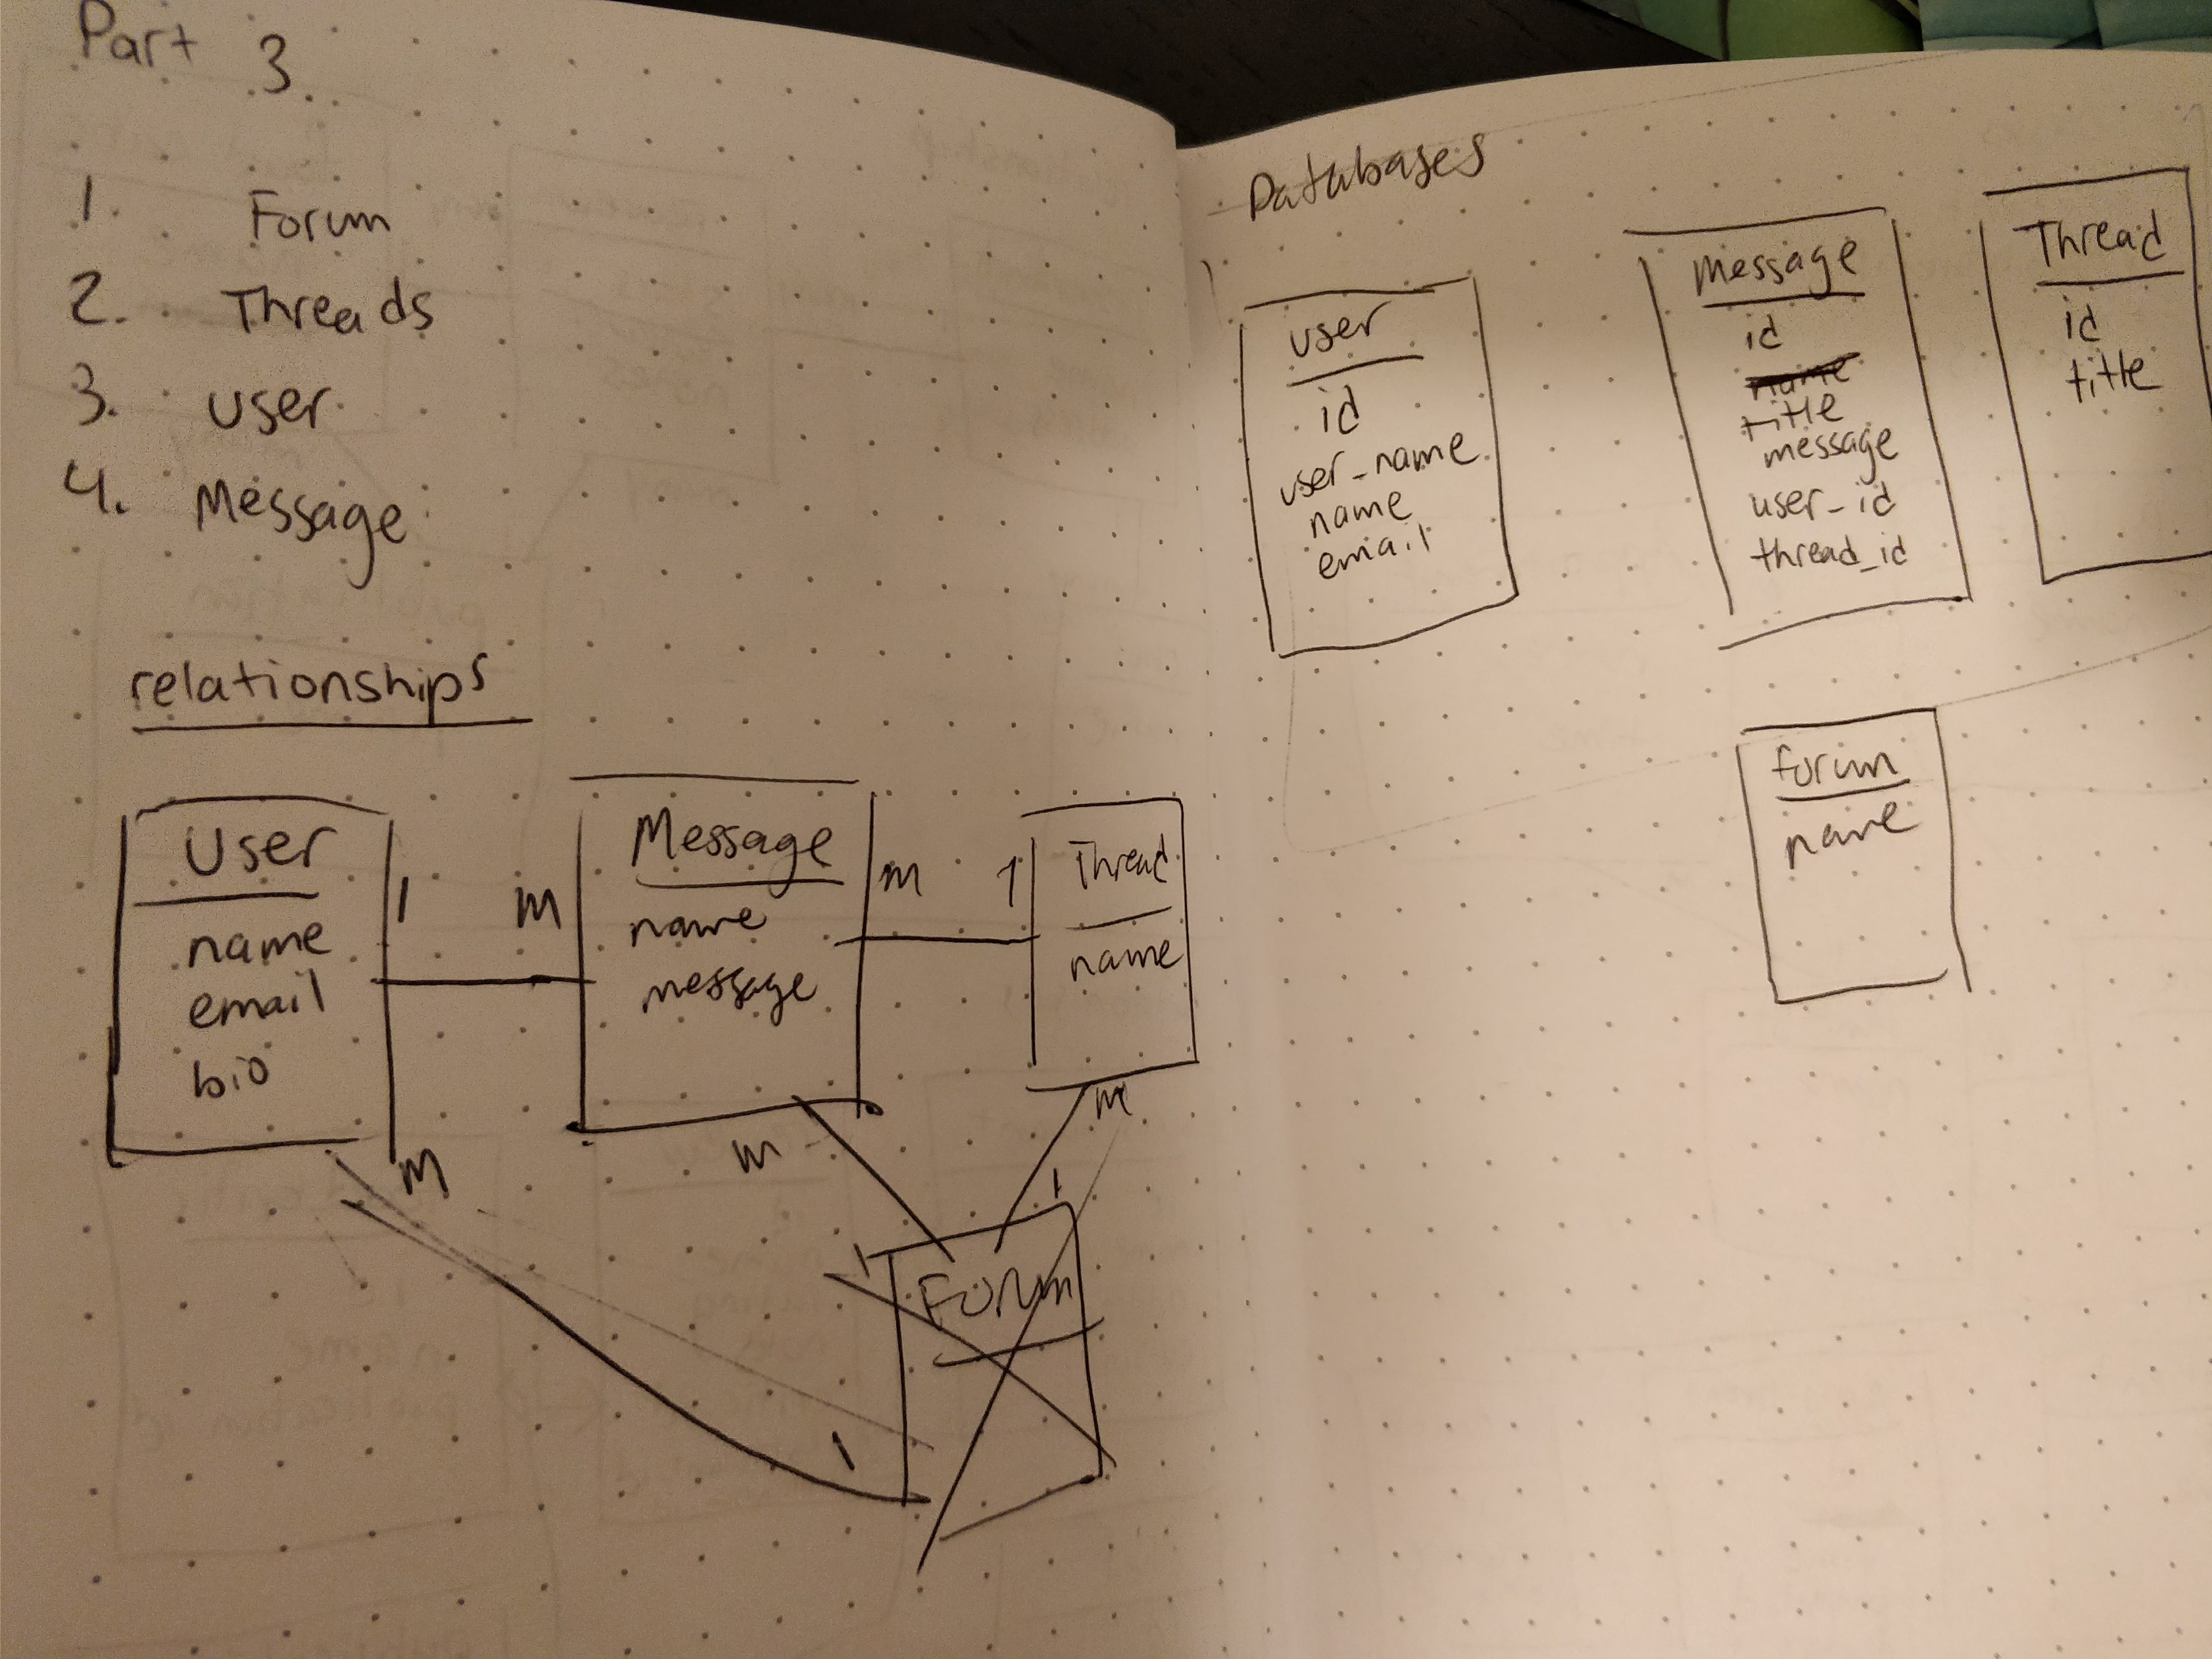 Part 3
1. Forum
2. Threads
3. user
4. Message
relationships
User
name
email
bio
1
m
Message
name
message
m
1
Thread
name
m
m
m
1
1
Forum
1
Databases
user
id
user_name
name
email
Message
id
name
title
message
user_id
thread_id
Thread
id
title
forum
name